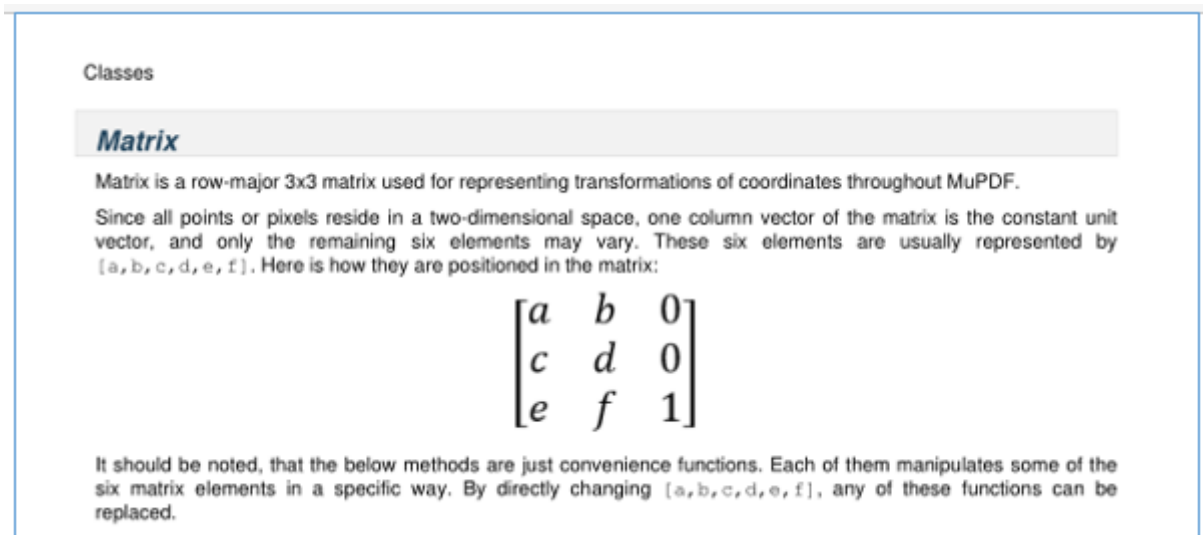 Classes
Matrix
Matrix is a row-major 3x3 matrix used for representing transformations of coordinates throughout MuPDF.
Since all points or pixels reside in a two-dimensional space, one column vector of the matrix is the constant unit
vector, and only the remaining six elements may vary. These six elements are usually represented by
[a,b,c,d,e,f]. Here is how they are positioned in the matrix:
a b 0
c d 0
e f 1
It should be noted, that the below methods are just convenience functions. Each of them manipulates some of the
six matrix elements in a specific way. By directly changing [a,b,c,d,e,f], any of these functions can be
replaced.